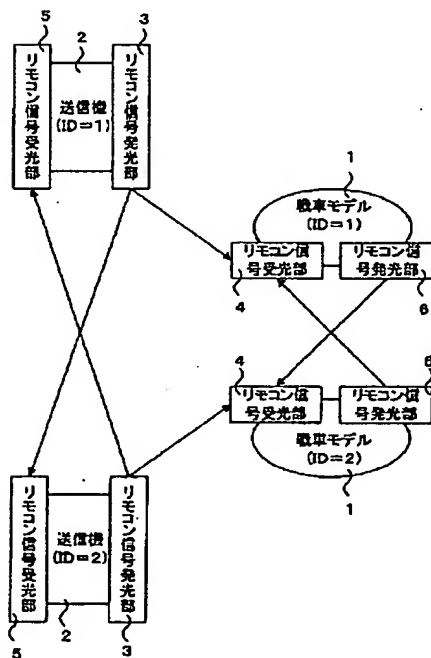 5
2
3
リモコン信号受光部
送信機
(ID=1)
リモコン信号発光部
1
戦車モデル
(ID=1)
リモコン信
号受光部
リモコン信
号発光部
4
6
4
6
リモコン信
号受光部
リモコン信
号発光部
戦車モデル
(ID=2)
1
リモコン信号受光部
送信機
(ID=2)
リモコン信号発光部
5
2
3